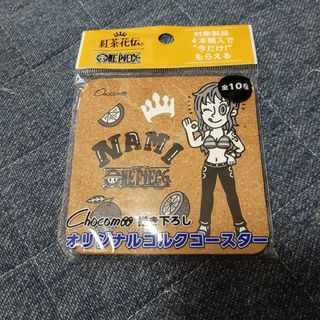 紅茶花伝®
ONE PIECE
対象製品
4本購入で
"今だけ!"
もらえる
Chocomoo
全10種
NAMI
ONE PIECE
Chocomoo 描き下ろし
オリジナルコルクコースター